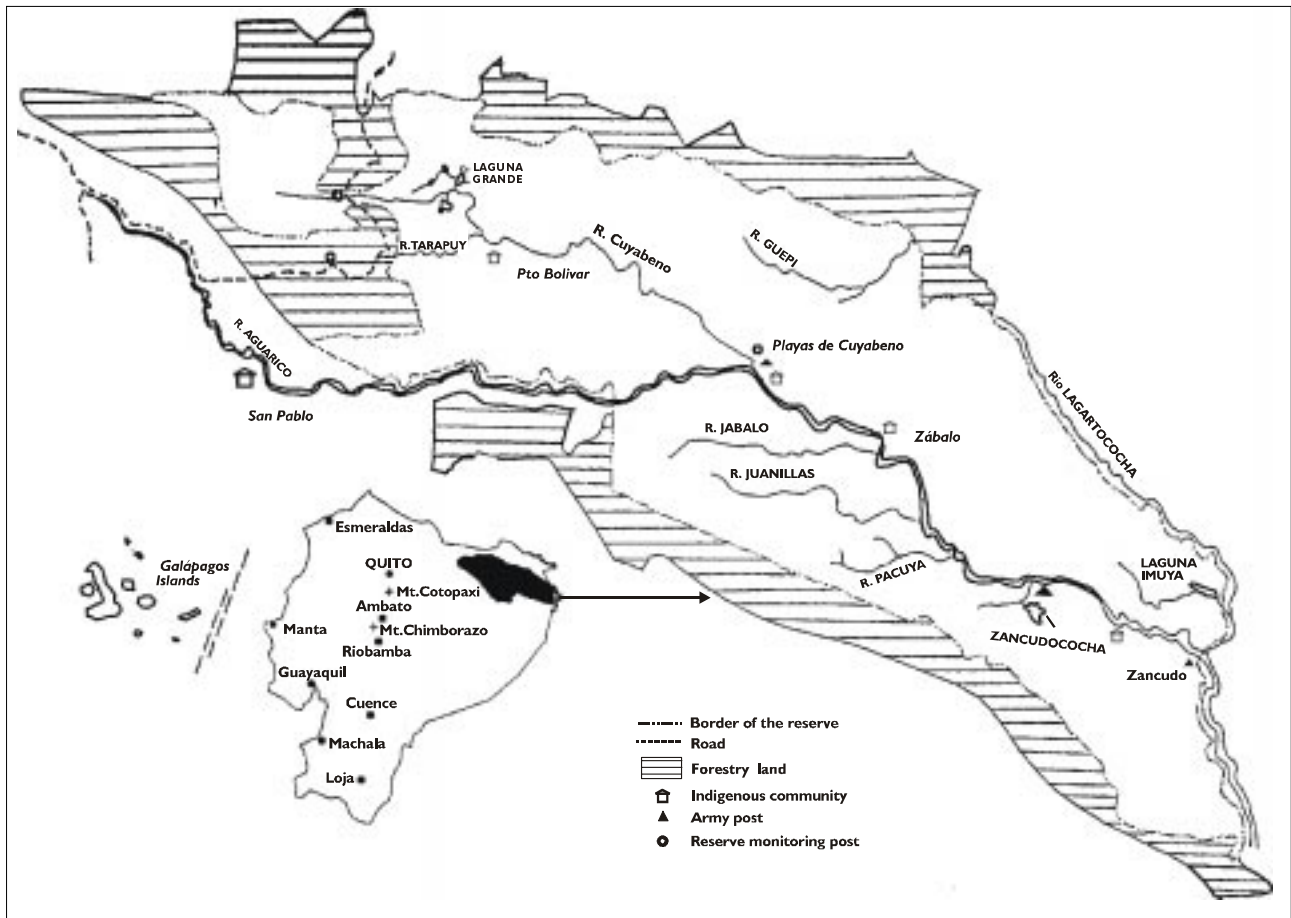 LAGUNA
GRANDE
R.TARAPUY
R. Cuyabeno
R. GUEPI
Pto Bolivar
R. AGUARICO
Playas de Cuyabeno
San Pablo
Rio LAGARTOCOCHA
R. JABALO
Zábalo
R. JUANILLAS
Esmeraldas
Galápagos
Islands
QUITO
Mt.Cotopaxi
R. PACUYA
LAGUNA
IMUYA
Ambato
Manta
Mt.Chimborazo
Riobamba
ZANCUDOCOCHA
Guayaquil
Zancudo
Cuence
Border of the reserve
Machala
Road
Loja
Forestry land
Indigenous community
Army post
Reserve monitoring post